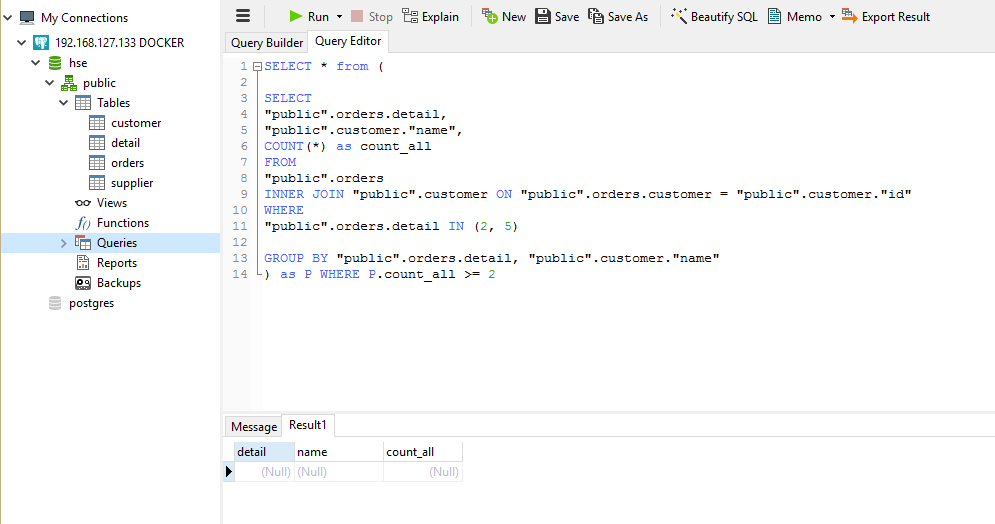 My Connections
192.168.127.133 DOCKER
hse
public
Tables
customer
detail
orders
supplier
Views
Functions
Queries
Reports
Backups
postgres
Run Stop Explain New Save Save As Beautify SQL Memo Export Result
Query Builder Query Editor
1 SELECT * from (
2
3 SELECT
4 "public".orders.detail,
5 "public".customer."name",
6 COUNT(*) as count_all
7 FROM
8 "public".orders
9 INNER JOIN "public".customer ON "public".orders.customer = "public".customer."id"
10 WHERE
11 "public".orders.detail IN (2, 5)
12
13 GROUP BY "public".orders.detail, "public".customer."name"
14 ) as P WHERE P.count_all >= 2
Message Result1
detail name count_all
(Null) (Null) (Null)